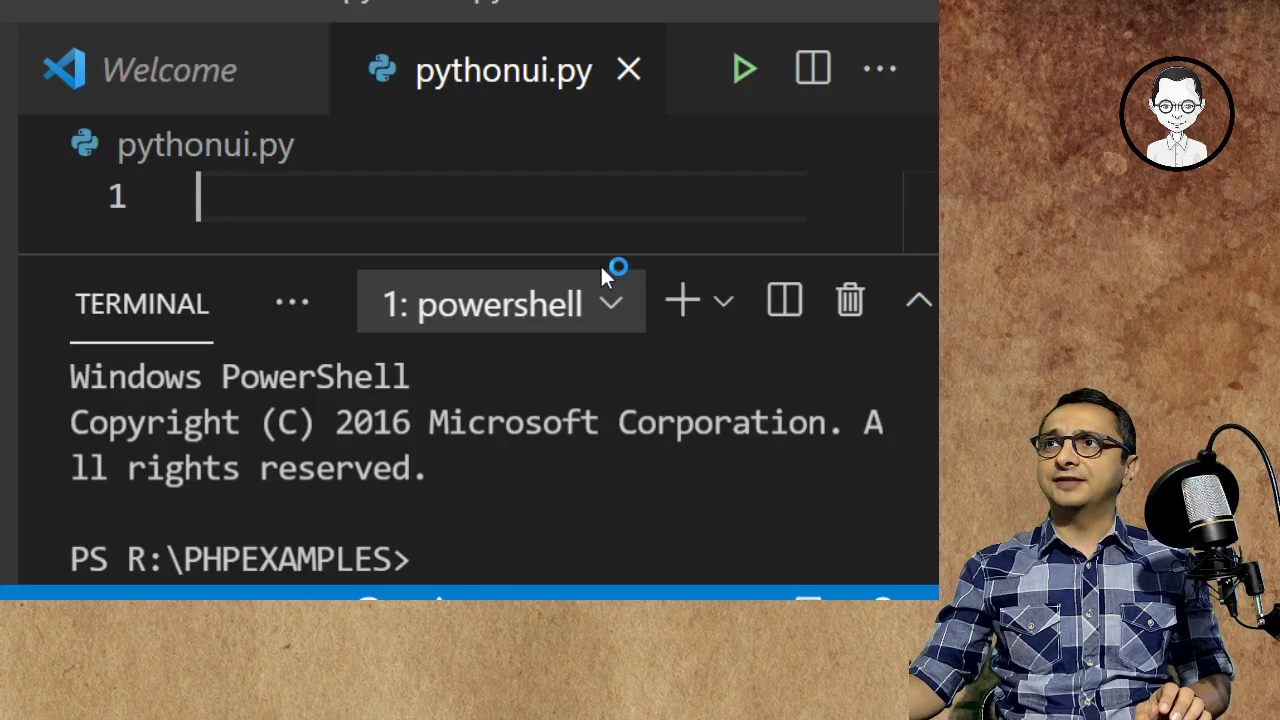 Welcome
pythonui.py
pythonui.py
1
TERMINAL
1: powershell
Windows PowerShell
Copyright (C) 2016 Microsoft Corporation. A
ll rights reserved.
PS R:\PHPEXAMPLES>